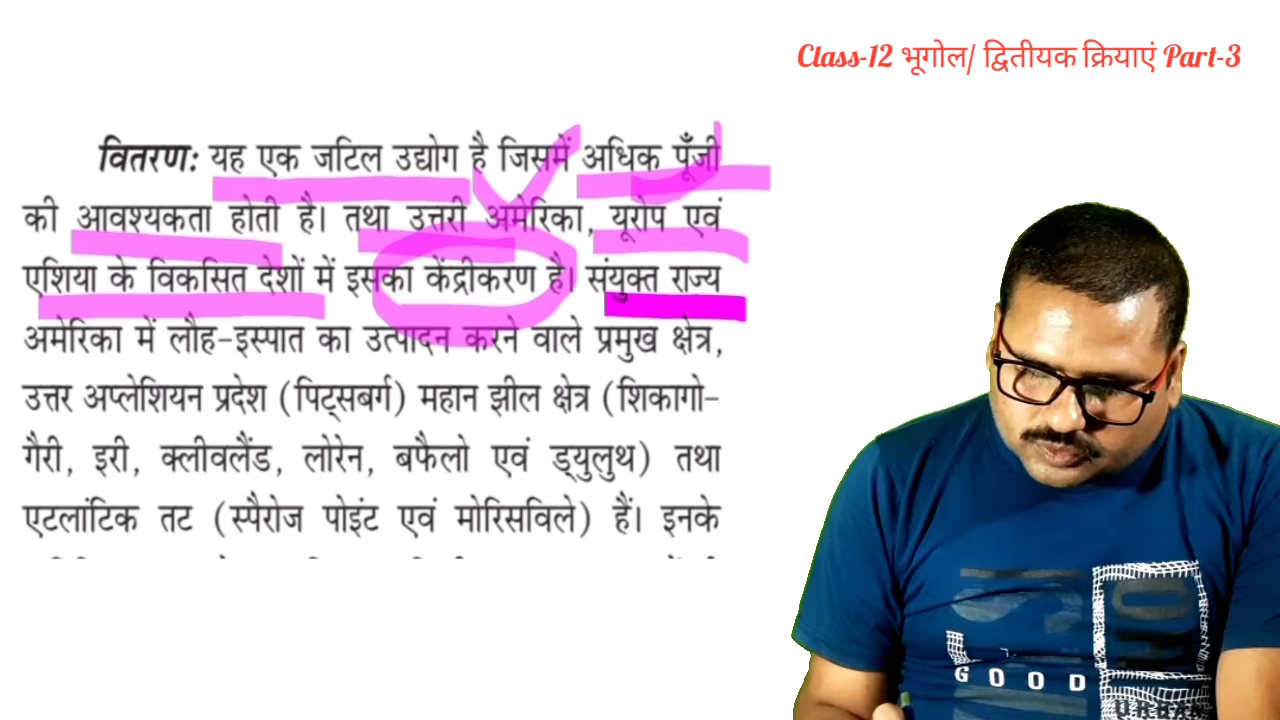 Class-12 भूगोल/ द्वितीयक क्रियाएं Part-3
वितरण: यह एक जटिल उद्योग है जिसमें अधिक पूँजी
की आवश्यकता होती है। तथा उत्तरी अमेरिका, यूरोप एवं
एशिया के विकसित देशों में इसका केंद्रीकरण है। संयुक्त राज्य
अमेरिका में लौह-इस्पात का उत्पादन करने वाले प्रमुख क्षेत्र,
उत्तर अप्लेशियन प्रदेश (पिट्सबर्ग) महान झील क्षेत्र (शिकागो-
गैरी, इरी, क्लीवलैंड, लोरेन, बफैलो एवं ड्युलुथ) तथा
एटलांटिक तट (स्पैरोज पोइंट एवं मोरिसविले) हैं। इनके
GOOD